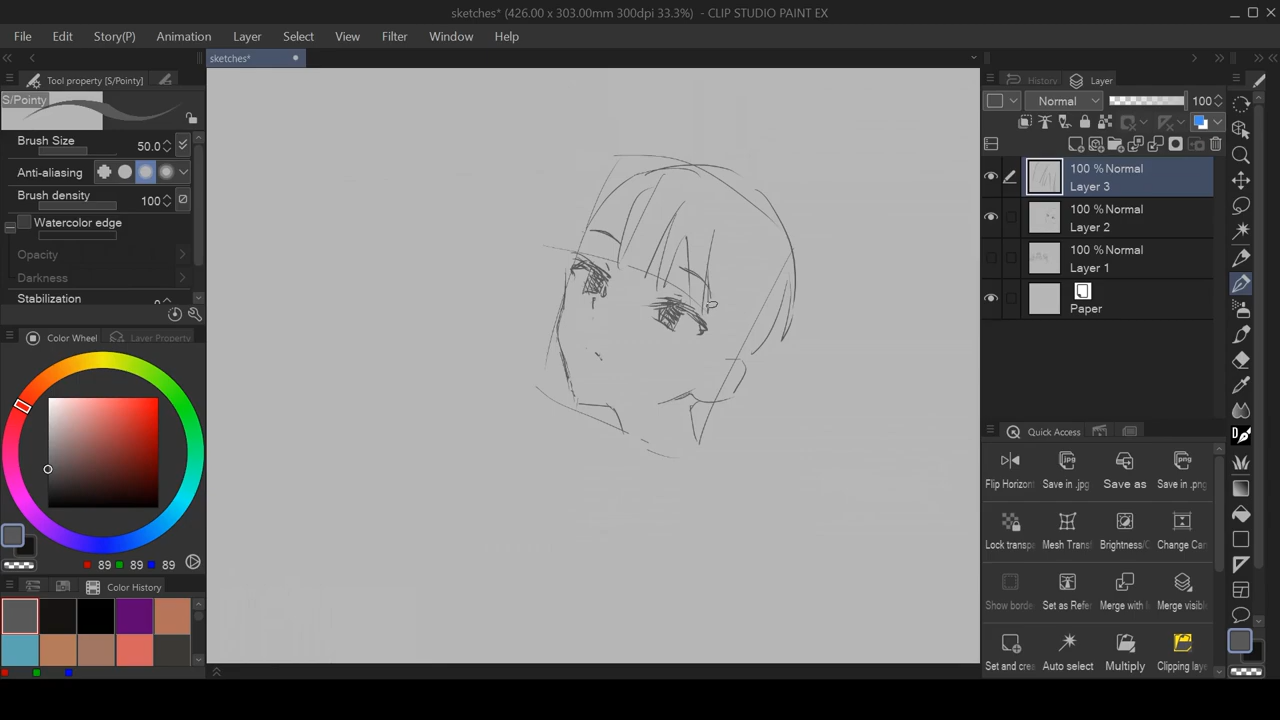 sketches* (426.00 x 303.00mm 300dpi 33.3%) - CLIP STUDIO PAINT EX
File Edit Story(P) Animation Layer Select View Filter Window Help
sketches*
Tool property [S/Pointy]
S/Pointy
Brush Size 50.0
Anti-aliasing
Brush density 100
Watercolor edge
Opacity
Darkness
Stabilization
Color Wheel Layer Property
89 89 89
Color History
History Layer
Normal 100
100 % Normal
Layer 3
100 % Normal
Layer 2
100 % Normal
Layer 1
Paper
Quick Access
Flip Horizon Save in .jpg Save as Save in .png
Lock transpa Mesh Transf Brightness/C Change Can
Show borde Set as Refe Merge with l Merge visible
Set and crea Auto select Multiply Clipping laye